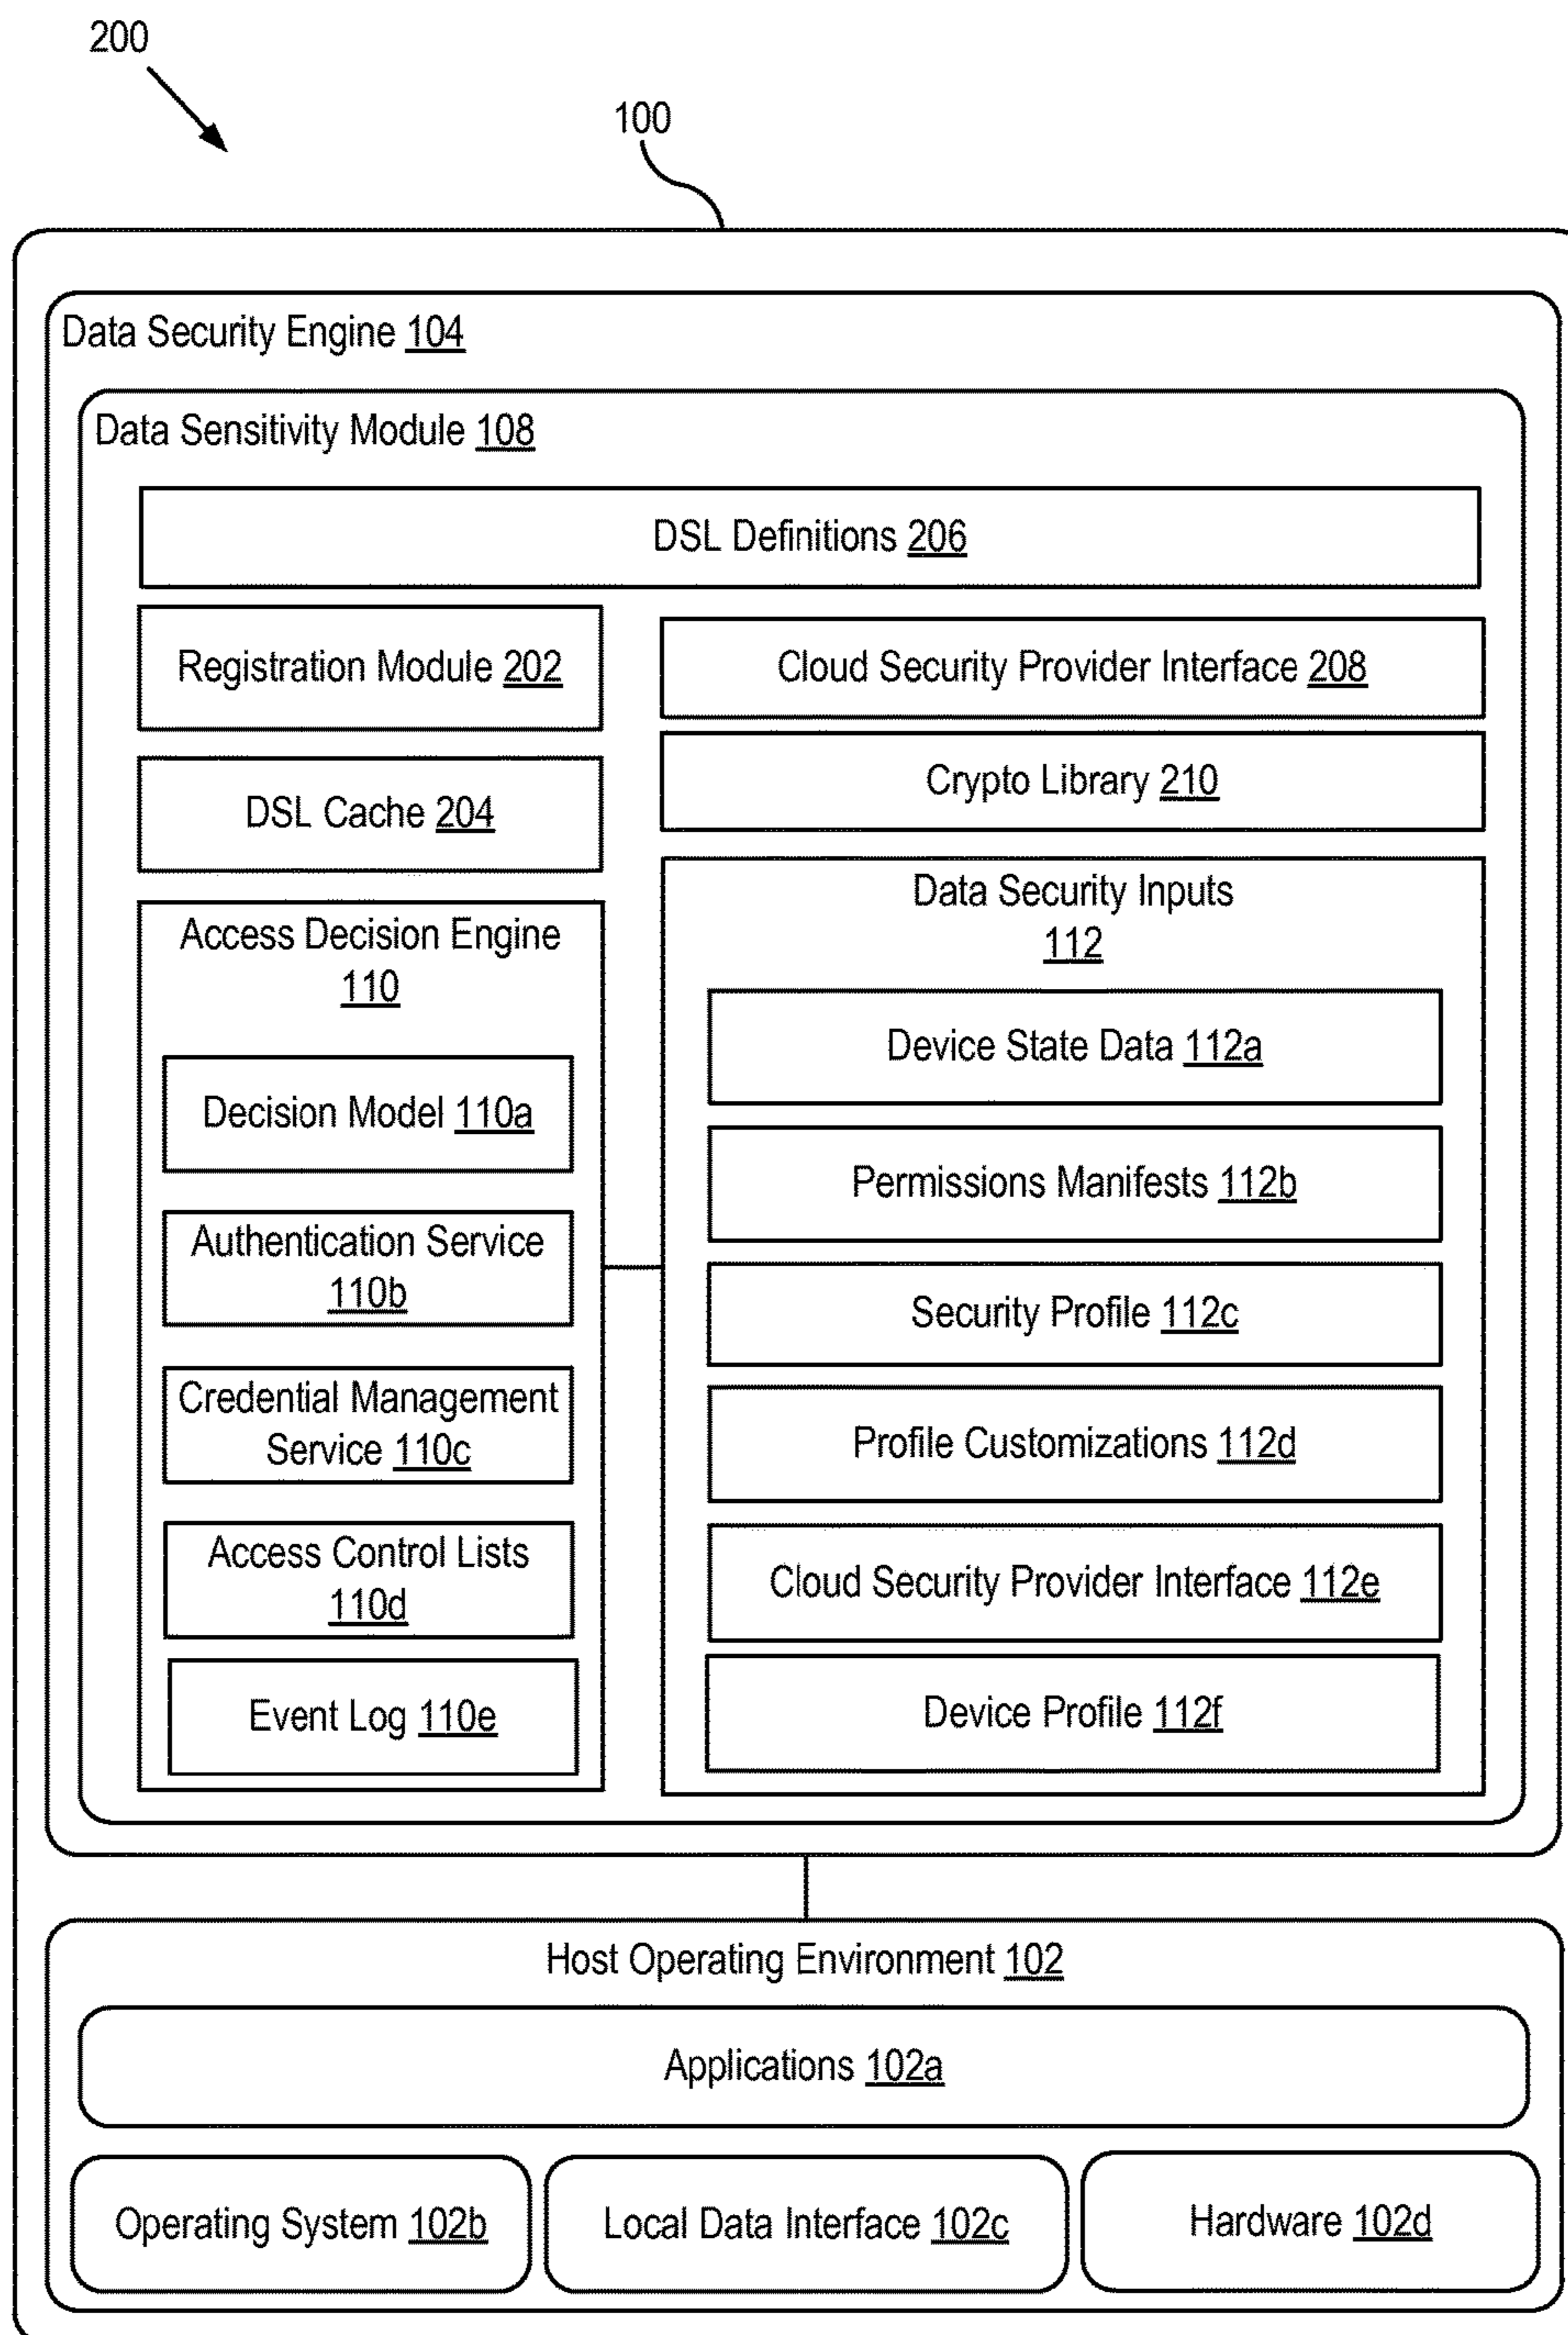 200
100
Data Security Engine 104
Data Sensitivity Module 108
DSL Definitions 206
Registration Module 202
Cloud Security Provider Interface 208
DSL Cache 204
Crypto Library 210
Access Decision Engine
110
Decision Model 110a
Authentication Service
110b
Credential Management
Service 110c
Access Control Lists
110d
Event Log 110e
Data Security Inputs
112
Device State Data 112a
Permissions Manifests 112b
Security Profile 112c
Profile Customizations 112d
Cloud Security Provider Interface 112e
Device Profile 112f
Host Operating Environment 102
Applications 102a
Operating System 102b
Local Data Interface 102c
Hardware 102d